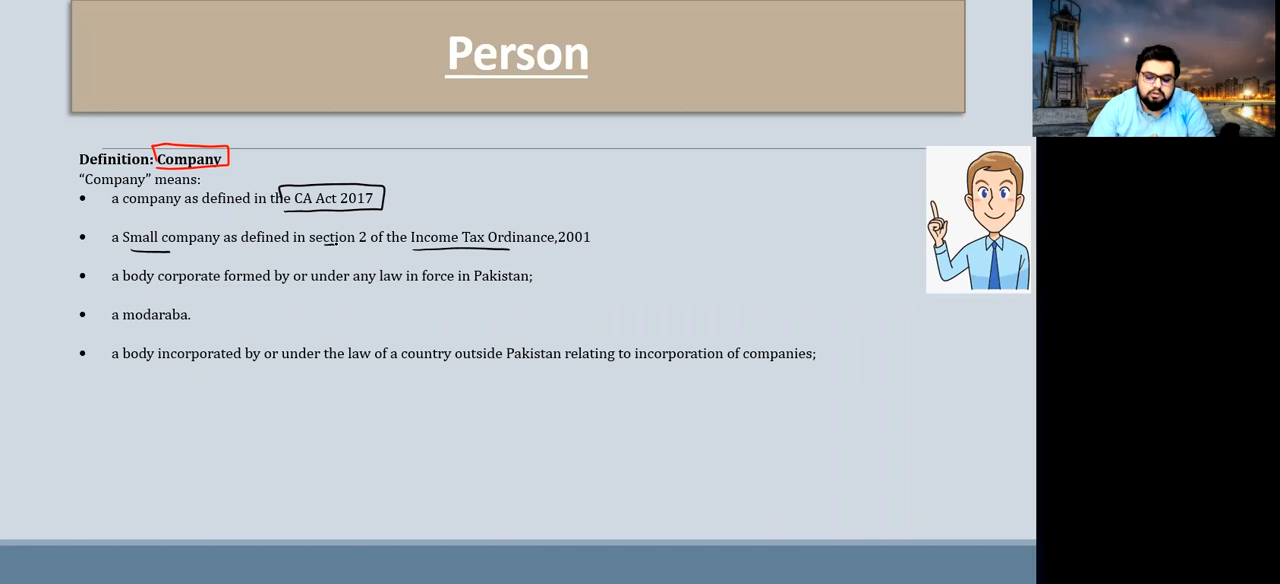 Person
Definition: Company
“Company” means:
• a company as defined in the CA Act 2017
• a Small company as defined in section 2 of the Income Tax Ordinance,2001
• a body corporate formed by or under any law in force in Pakistan;
• a modaraba.
• a body incorporated by or under the law of a country outside Pakistan relating to incorporation of companies;